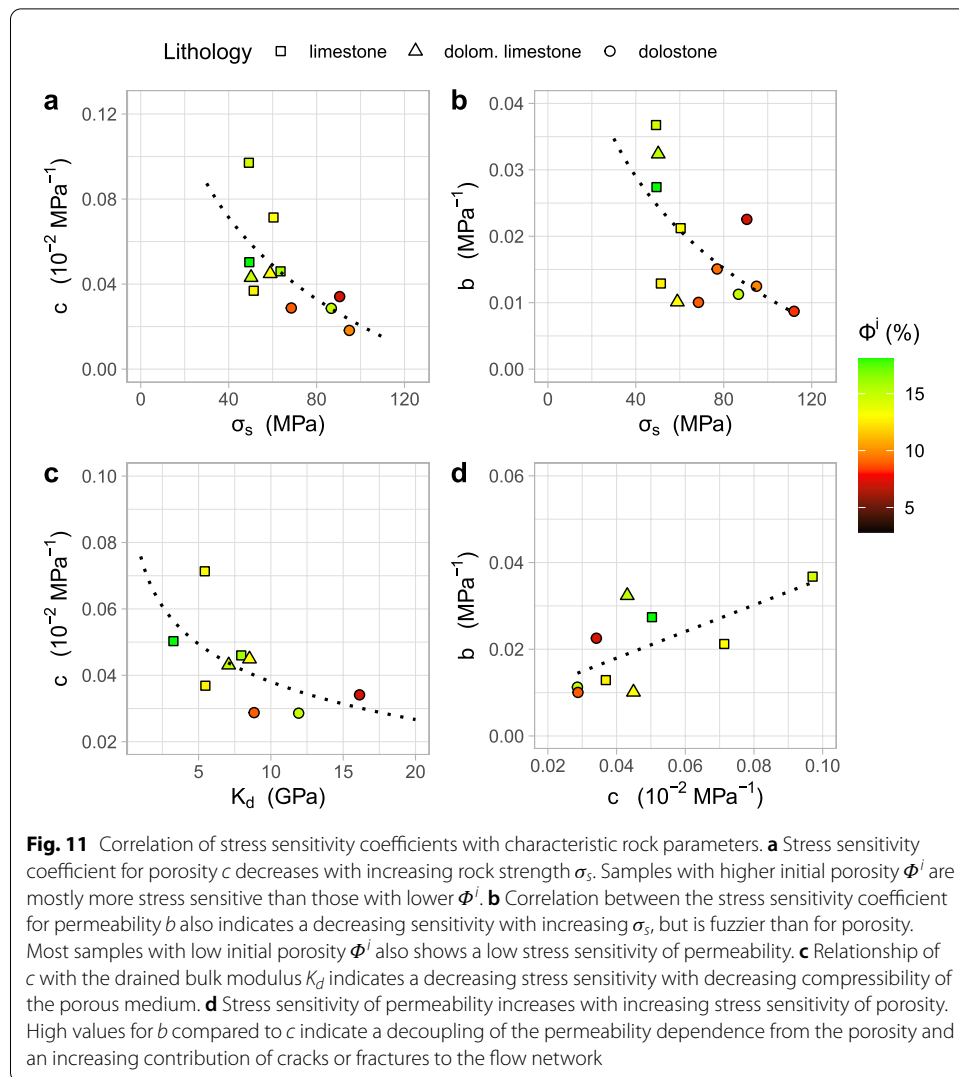 Lithology limestone dolom. limestone dolostone
a
0.12
0.08
0.04
0.00
c (10⁻² MPa⁻¹)
0 40 80 120
σs (MPa)
b
0.04
0.03
0.02
0.01
0.00
b (MPa⁻¹)
0 40 80 120
σs (MPa)
c
0.10
0.08
0.06
0.04
0.02
c (10⁻² MPa⁻¹)
5 10 15 20
Kd (GPa)
d
0.06
0.04
0.02
0.00
b (MPa⁻¹)
0.02 0.04 0.06 0.08 0.10
c (10⁻² MPa⁻¹)
Φⁱ (%)
15
10
5
Fig. 11 Correlation of stress sensitivity coefficients with characteristic rock parameters. a Stress sensitivity
coefficient for porosity c decreases with increasing rock strength σs. Samples with higher initial porosity Φⁱ are
mostly more stress sensitive than those with lower Φⁱ. b Correlation between the stress sensitivity coefficient
for permeability b also indicates a decreasing sensitivity with increasing σs, but is fuzzier than for porosity.
Most samples with low initial porosity Φⁱ also shows a low stress sensitivity of permeability. c Relationship of
c with the drained bulk modulus Kd indicates a decreasing stress sensitivity with decreasing compressibility of
the porous medium. d Stress sensitivity of permeability increases with increasing stress sensitivity of porosity.
High values for b compared to c indicate a decoupling of the permeability dependence from the porosity and
an increasing contribution of cracks or fractures to the flow network